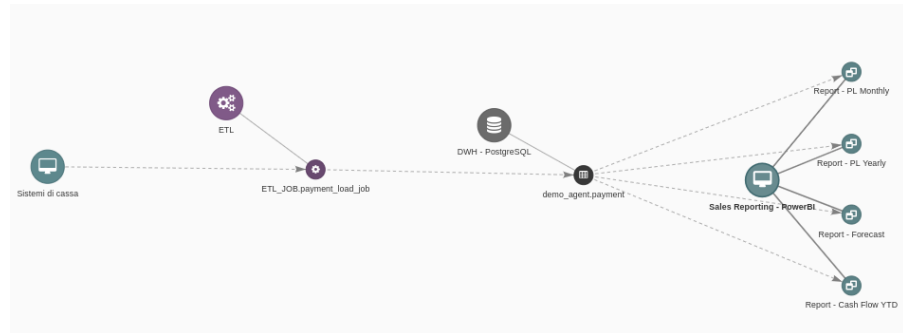 Report - PL Monthly
ETL
DWH - PostgreSQL
Report - PL Yearly
Sistemi di cassa
ETL_JOB.payment_load_job
demo_agent.payment
Sales Reporting - PowerBI
Report - Forecast
Report - Cash Flow YTD